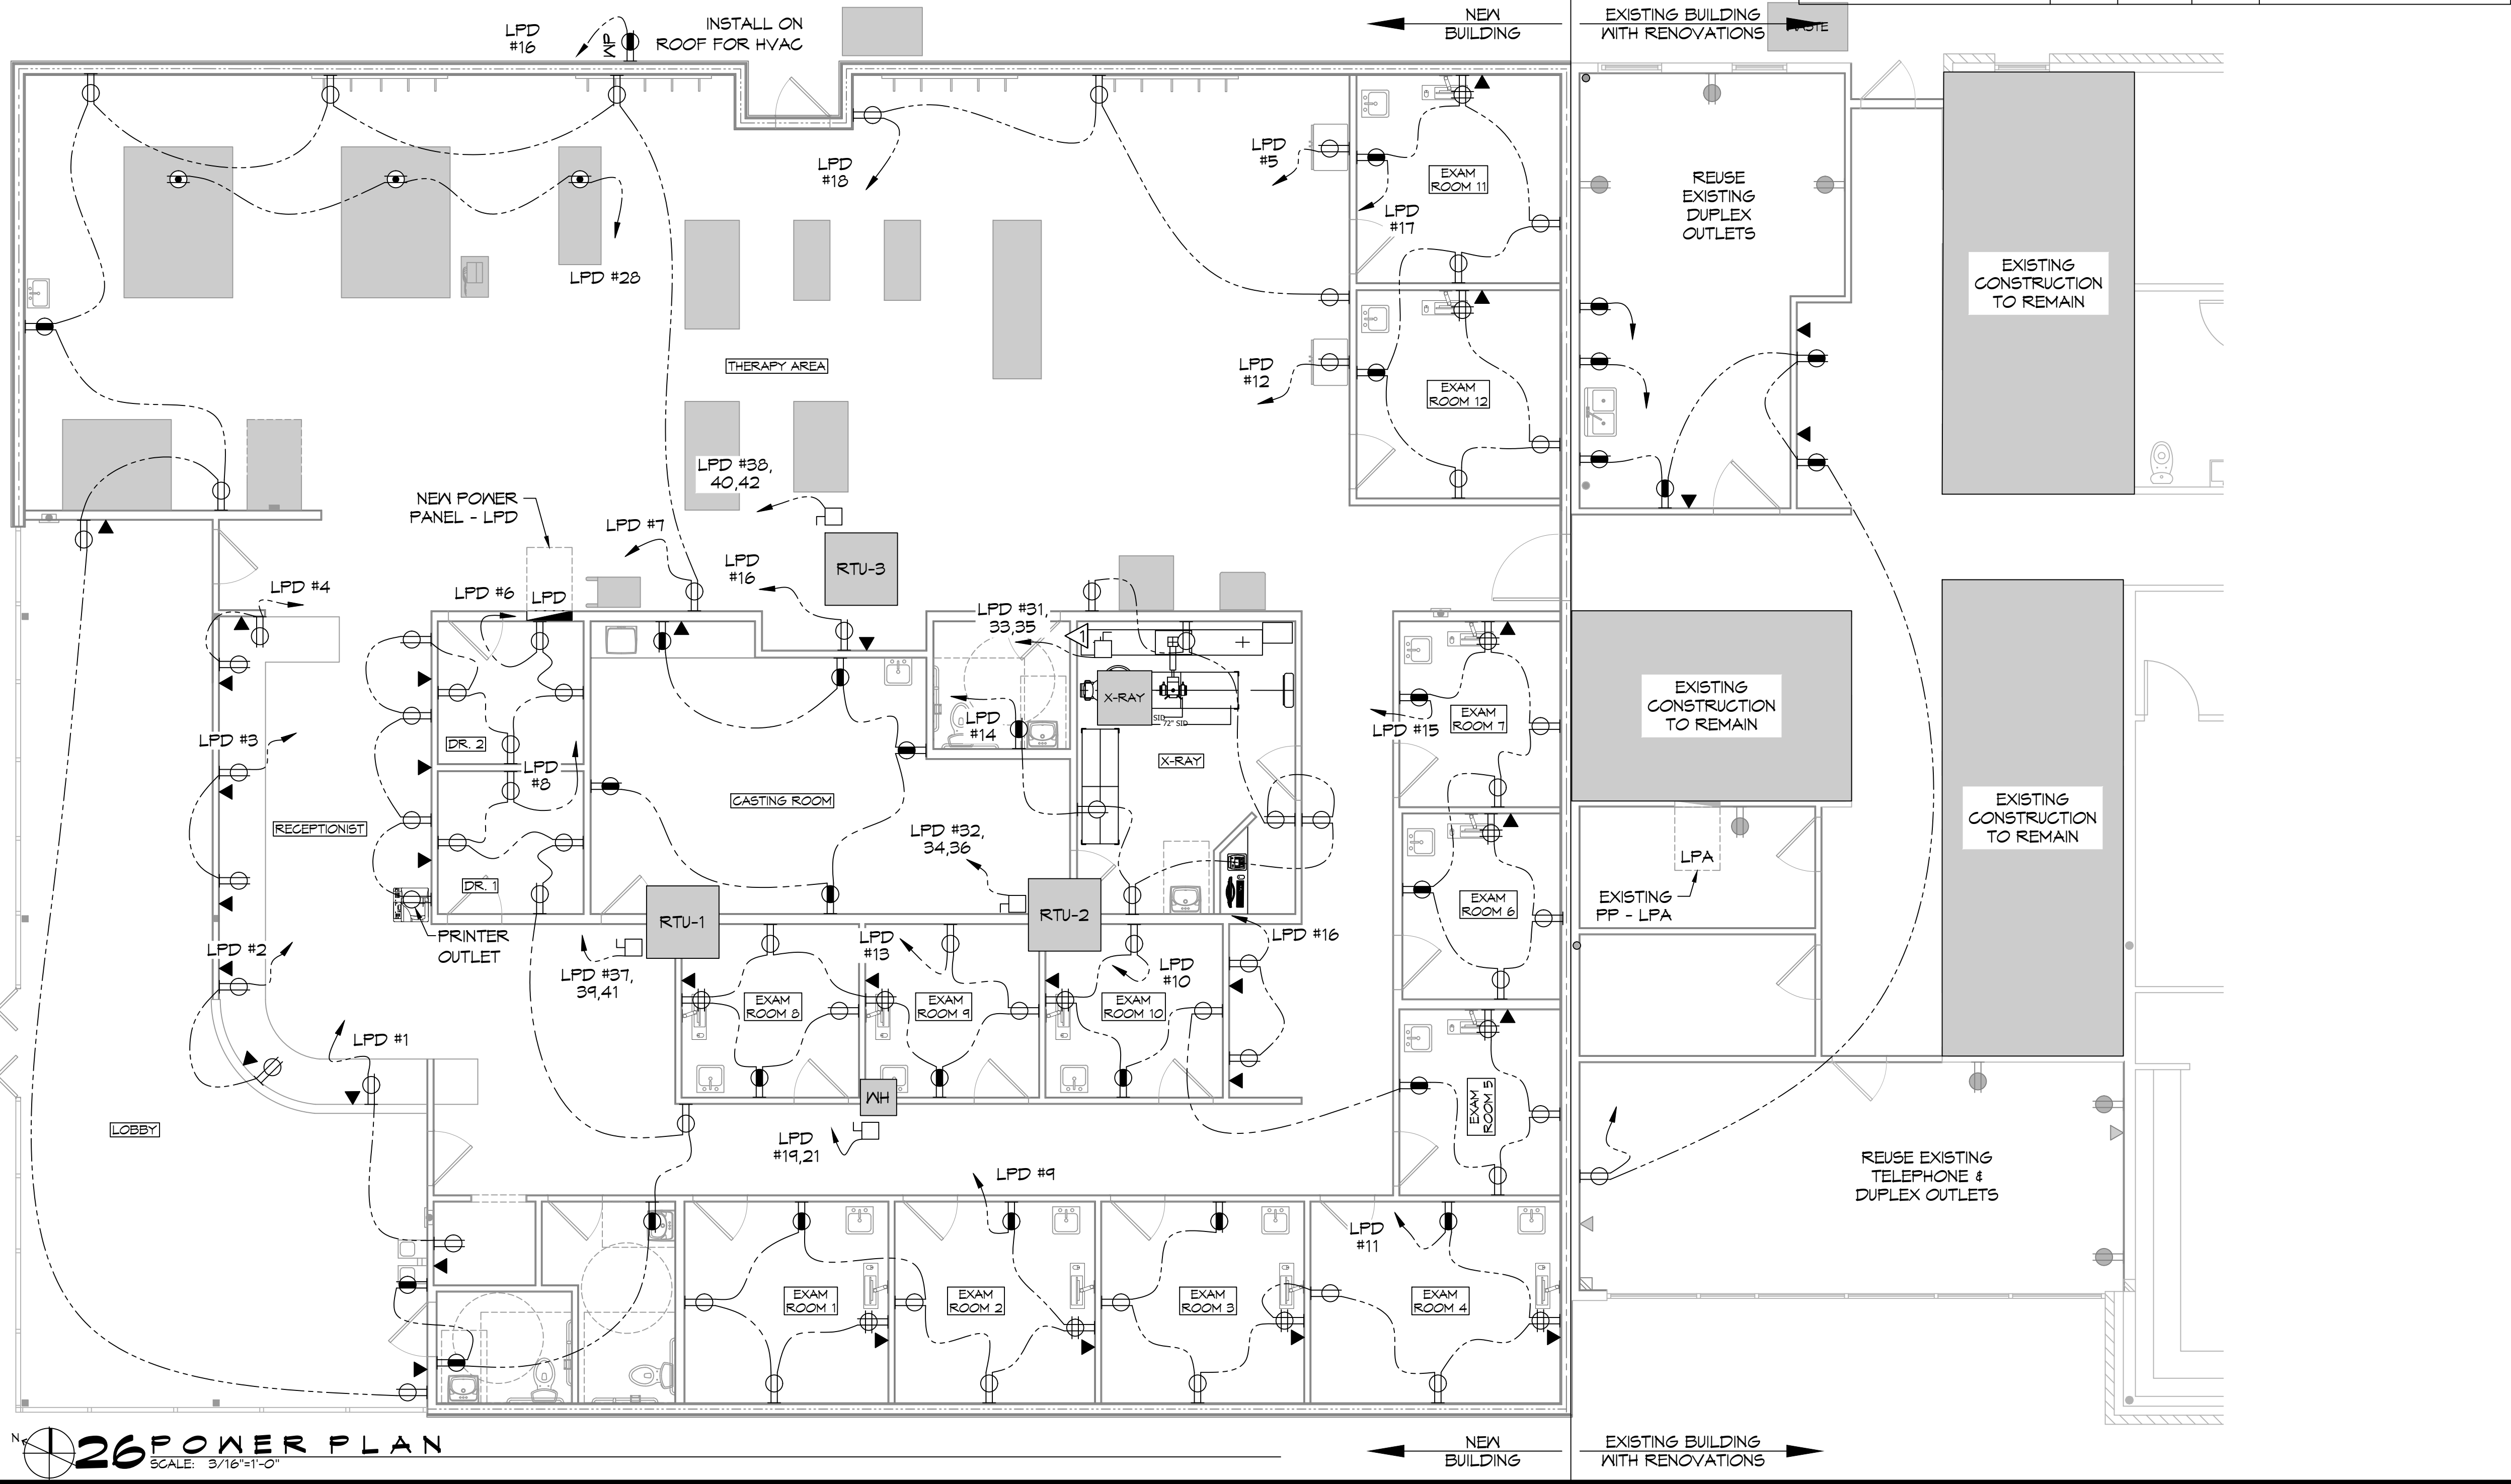 LPD
#16
WP
INSTALL ON
ROOF FOR HVAC
NEW
BUILDING
EXISTING BUILDING
WITH RENOVATIONS
LPD
#18
LPD
#5
EXAM
ROOM 11
LPD
#17
REUSE
EXISTING
DUPLEX
OUTLETS
EXISTING
CONSTRUCTION
TO REMAIN
LPD #28
THERAPY AREA
LPD
#12
EXAM
ROOM 12
LPD #38,
40,42
NEW POWER
PANEL - LPD
LPD #7
LPD
#16
RTU-3
LPD #4
LPD #6
LPD
LPD #31,
33,35
1
X-RAY
SID
72" SID
LPD
#14
LPD #15
EXAM
ROOM 7
EXISTING
CONSTRUCTION
TO REMAIN
LPD #3
DR. 2
LPD
#8
X-RAY
CASTING ROOM
RECEPTIONIST
LPD #32,
34,36
EXISTING
CONSTRUCTION
TO REMAIN
LPA
DR. 1
EXAM
ROOM 6
EXISTING
PP - LPA
RTU-1
RTU-2
PRINTER
OUTLET
LPD #2
LPD
#13
LPD #16
LPD #37,
39,41
LPD
#10
EXAM
ROOM 8
EXAM
ROOM 9
EXAM
ROOM 10
LPD #1
WH
EXAM
ROOM 5
LOBBY
LPD
#19,21
LPD #9
REUSE EXISTING
TELEPHONE &
DUPLEX OUTLETS
LPD
#11
EXAM
ROOM 1
EXAM
ROOM 2
EXAM
ROOM 3
EXAM
ROOM 4
N
26 POWER PLAN
SCALE: 3/16"=1'-0"
NEW
BUILDING
EXISTING BUILDING
WITH RENOVATIONS